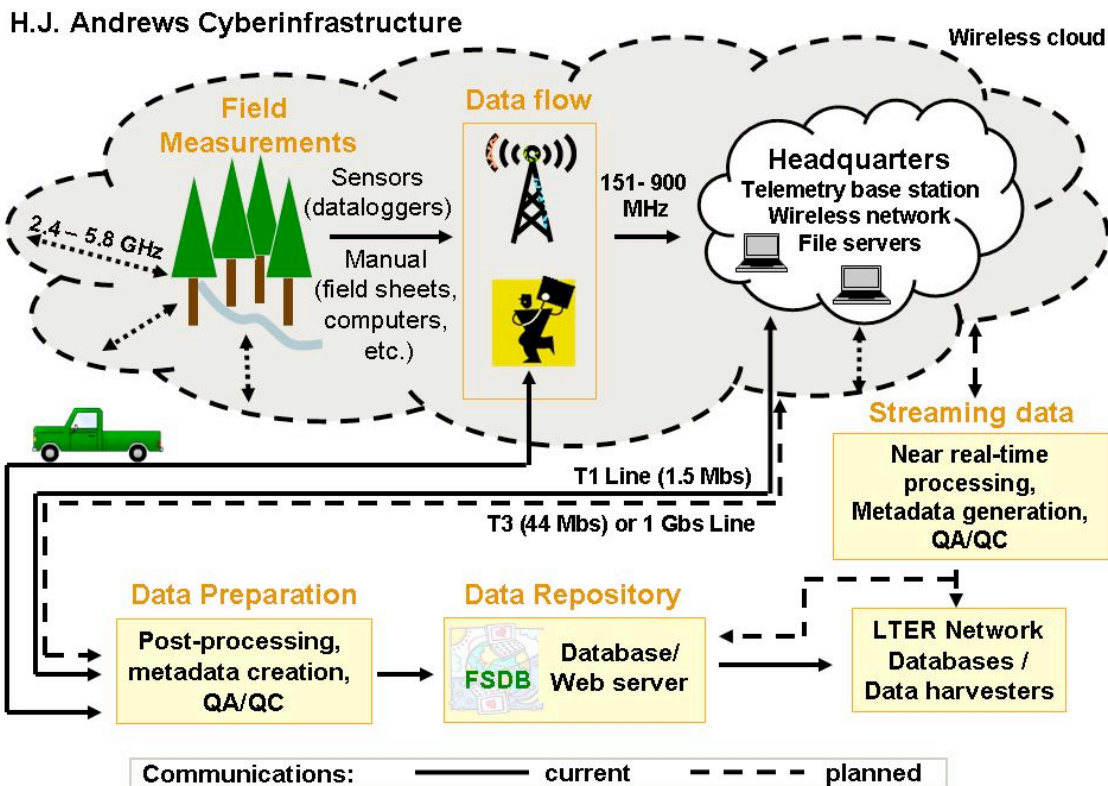 H.J. Andrews Cyberinfrastructure
Wireless cloud
Field
Measurements
2.4 – 5.8 GHz
Sensors
(dataloggers)
Manual
(field sheets,
computers,
etc.)
Data flow
151- 900
MHz
Headquarters
Telemetry base station
Wireless network
File servers
Streaming data
Near real-time
processing,
Metadata generation,
QA/QC
T1 Line (1.5 Mbs)
T3 (44 Mbs) or 1 Gbs Line
Data Preparation
Post-processing,
metadata creation,
QA/QC
Data Repository
FSDB
Database/
Web server
LTER Network
Databases /
Data harvesters
Communications: current planned